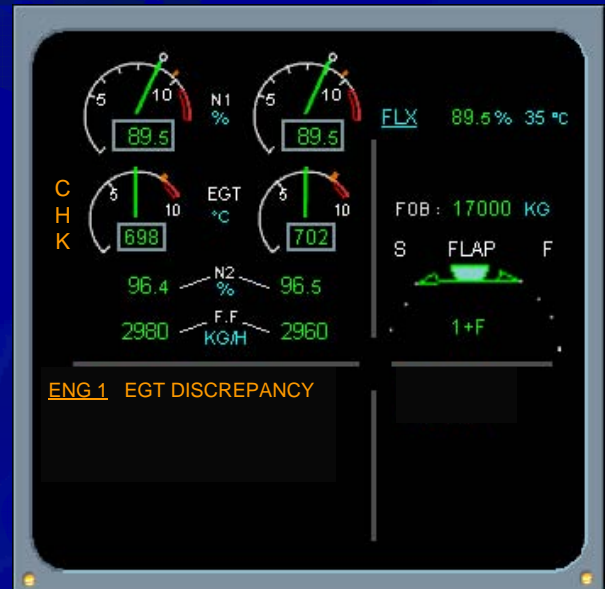 5 10 N1 % 5 10
89.5 89.5
FLX 89.5% 35 °C
C
H
K
5 10 EGT °C 5 10
698 702
FOB : 17000 KG
S FLAP F
96.4 N2 % 96.5
1+F
2980 F.F KG/H 2960
ENG 1 EGT DISCREPANCY